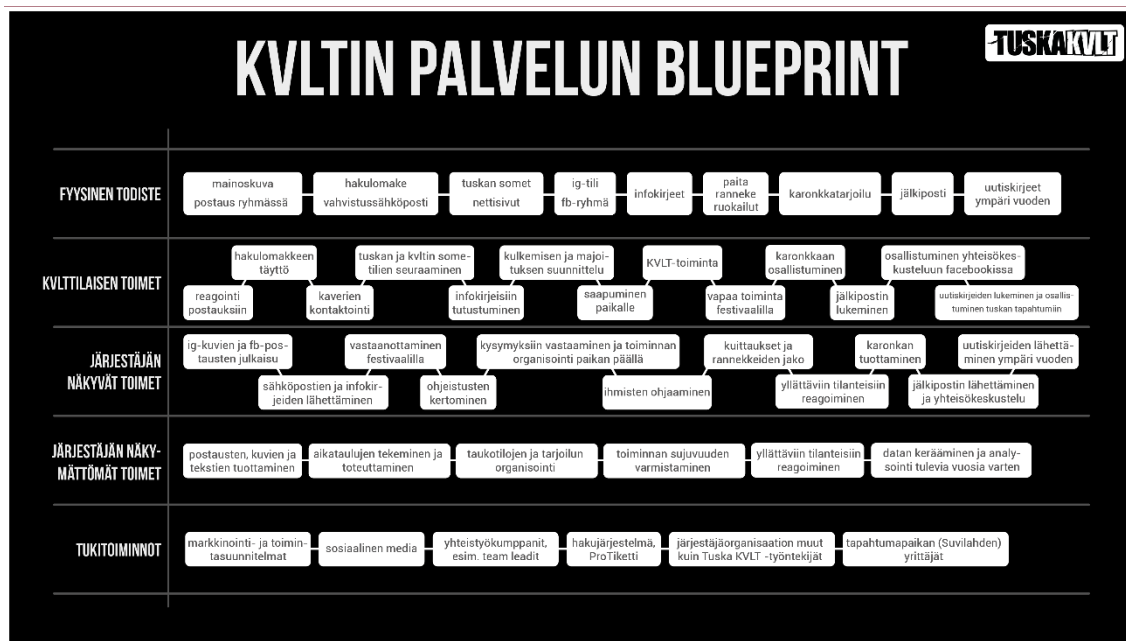 TUSKAKVLT
KVLTIN PALVELUN BLUEPRINT
FYYSINEN TODISTE
mainoskuva
postaus ryhmässä
hakulomake
vahvistussähköposti
tuskan somet
nettisivut
ig-tili
fb-ryhmä
infokirjeet
paita
ranneke
ruokailut
karonkkatarjoilu
jälkiposti
uutiskirjeet
ympäri vuoden
KVLTTILAISEN TOIMET
reagointi
postauksiin
hakulomakkeen
täyttö
kaverien
kontaktointi
tuskan ja kvltin some-
tilien seuraaminen
infokirjeisiin
tutustuminen
kulkemisen ja majoi-
tuksen suunnittelu
saapuminen
paikalle
KVLT-toiminta
vapaa toiminta
festivaalilla
karonkkaan
osallistuminen
jälkipostin
lukeminen
osallistuminen yhteisökes-
kusteluun facebookissa
uutiskirjeiden lukeminen ja osallis-
tuminen tuskan tapahtumiin
JÄRJESTÄJÄN
NÄKYVÄT TOIMET
ig-kuvien ja fb-pos-
tausten julkaisu
sähköpostien ja infokir-
jeiden lähettäminen
vastaanottaminen
festivaalilla
ohjeistusten
kertominen
kysymyksiin vastaaminen ja toiminnan
organisointi paikan päällä
ihmisten ohjaaminen
kuittaukset ja
rannekkeiden jako
yllättäviin tilanteisiin
reagoiminen
karonkan
tuottaminen
jälkipostin lähettäminen
ja yhteisökeskustelu
uutiskirjeiden lähettä-
minen ympäri vuoden
JÄRJESTÄJÄN NÄKY-
MÄTTÖMÄT TOIMET
postausten, kuvien ja
tekstien tuottaminen
aikataulujen tekeminen ja
toteuttaminen
taukotilojen ja tarjoilun
organisointi
toiminnan sujuvuuden
varmistaminen
yllättäviin tilanteisiin
reagoiminen
datan kerääminen ja analy-
sointi tulevia vuosia varten
TUKITOIMINNOT
markkinointi- ja toimin-
tasuunnitelmat
sosiaalinen media
yhteistyökumppanit,
esim. team leadit
hakujärjestelmä,
ProTiketti
järjestäjäorganisaation muut
kuin Tuska KVLT -työntekijät
tapahtumapaikan (Suvilahden)
yrittäjät